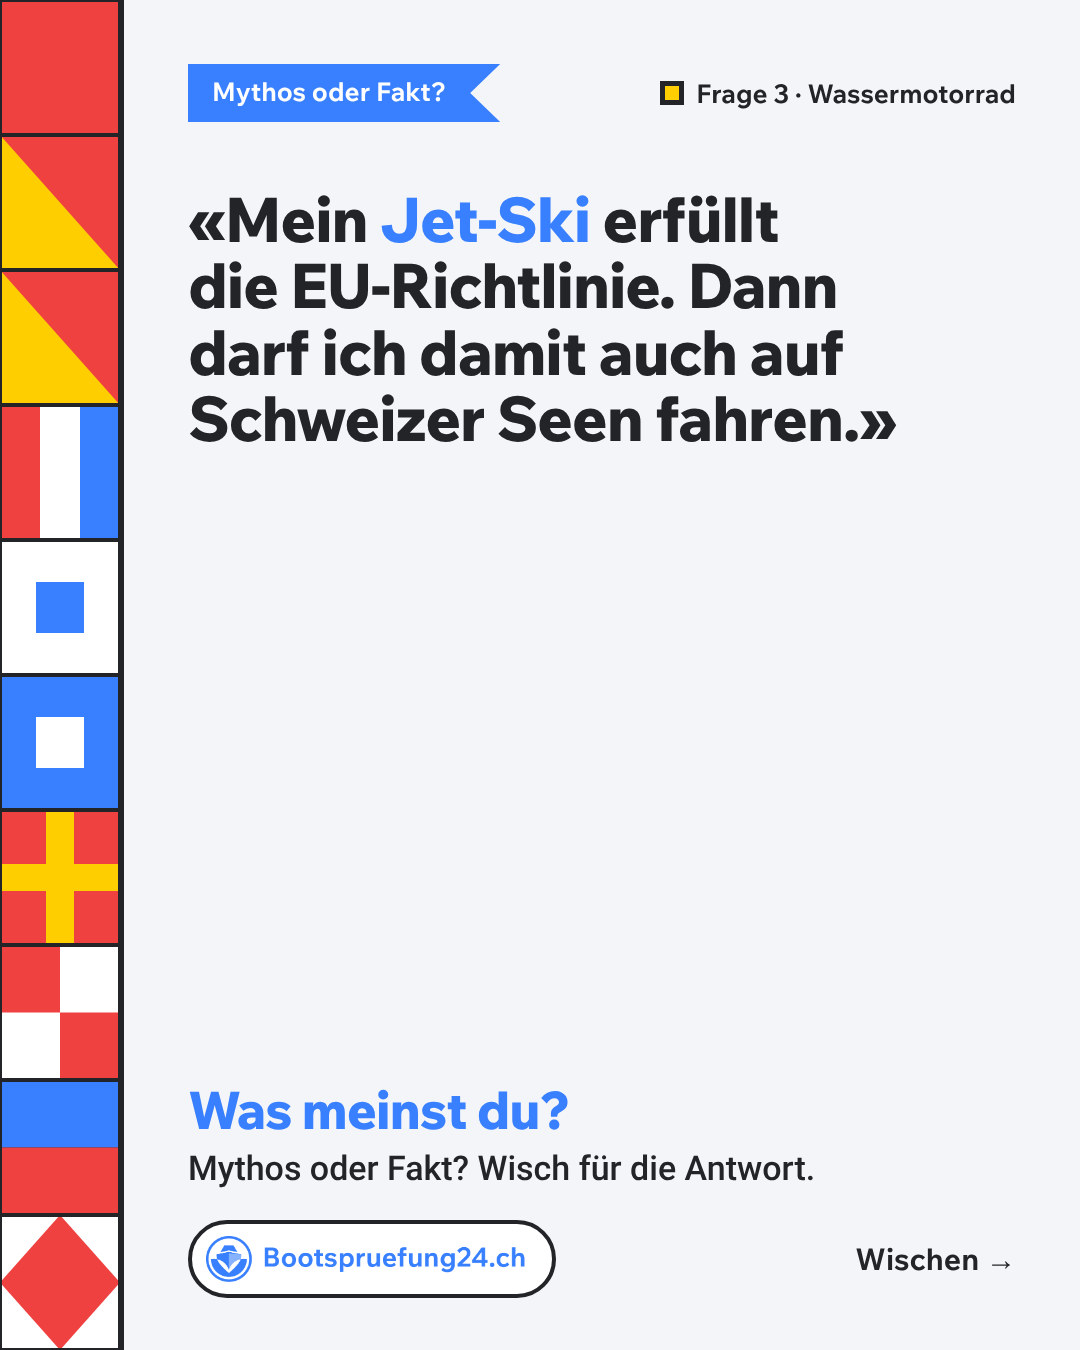 Mythos oder Fakt?
Frage 3 · Wassermotorrad
«Mein Jet-Ski erfüllt
die EU-Richtlinie. Dann
darf ich damit auch auf
Schweizer Seen fahren.»
Was meinst du?
Mythos oder Fakt? Wisch für die Antwort.
Bootspruefung24.ch
Wischen →